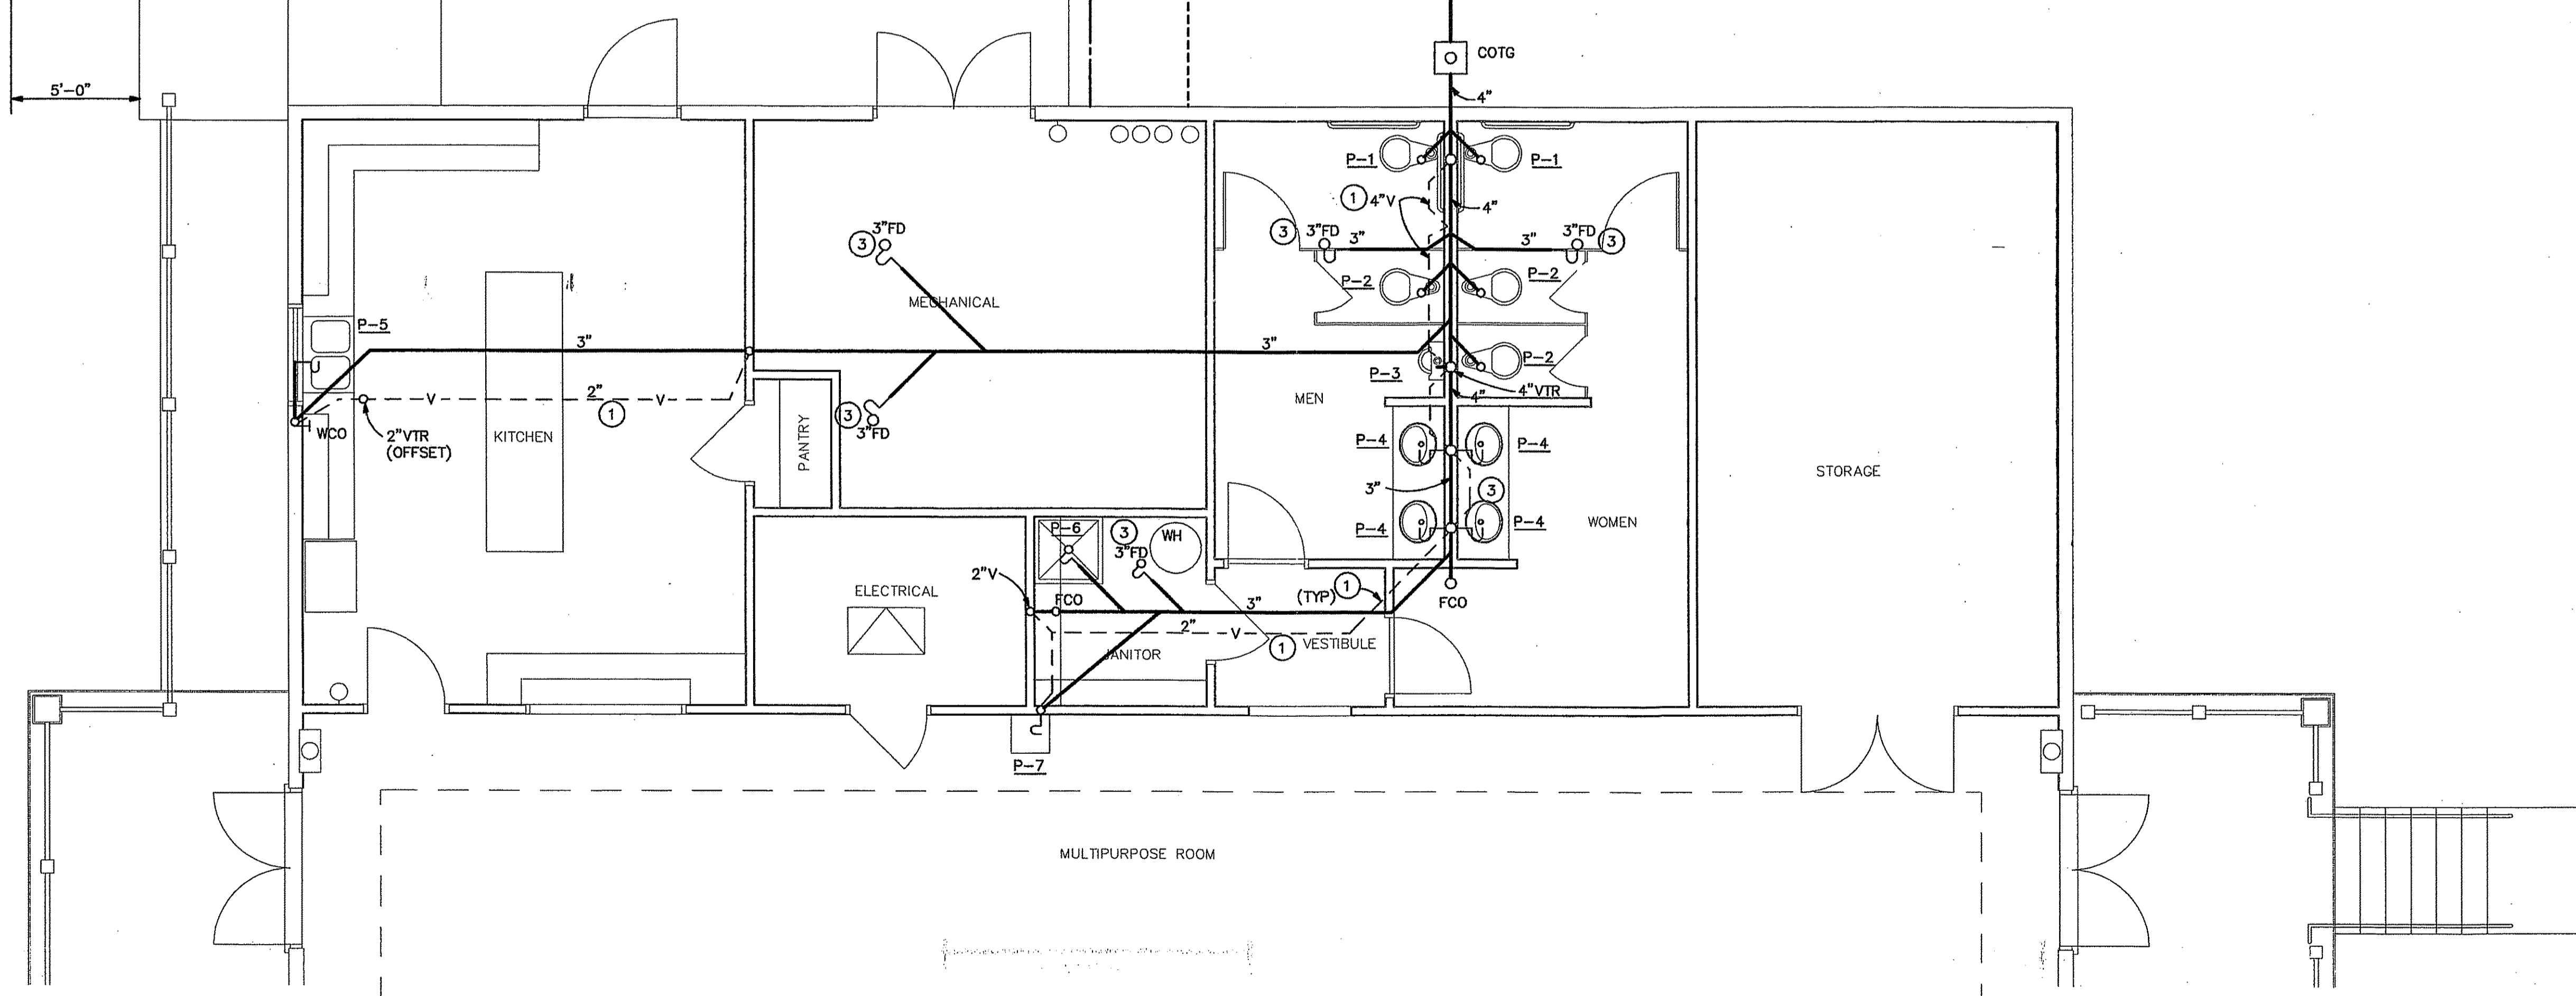 COTG
5'-0"
4"
P-1
P-1
1
4"V
4"
3"FD
3
3"FD
3"
3"
3"FD
3
3
MECHANICAL
P-2
P-2
P-5
3"
3"
P-2
P-3
4"VTR
4"
MEN
V
2"
V
1
3
3"FD
WCO
2"VTR
(OFFSET)
KITCHEN
PANTRY
P-4
P-4
STORAGE
3"
3
P-4
P-4
WOMEN
P-6
3
3"FD
WH
2"V
ELECTRICAL
FCO
3"
(TYP)
1
FCO
2"
V
1
VESTIBULE
JANITOR
P-7
MULTIPURPOSE ROOM